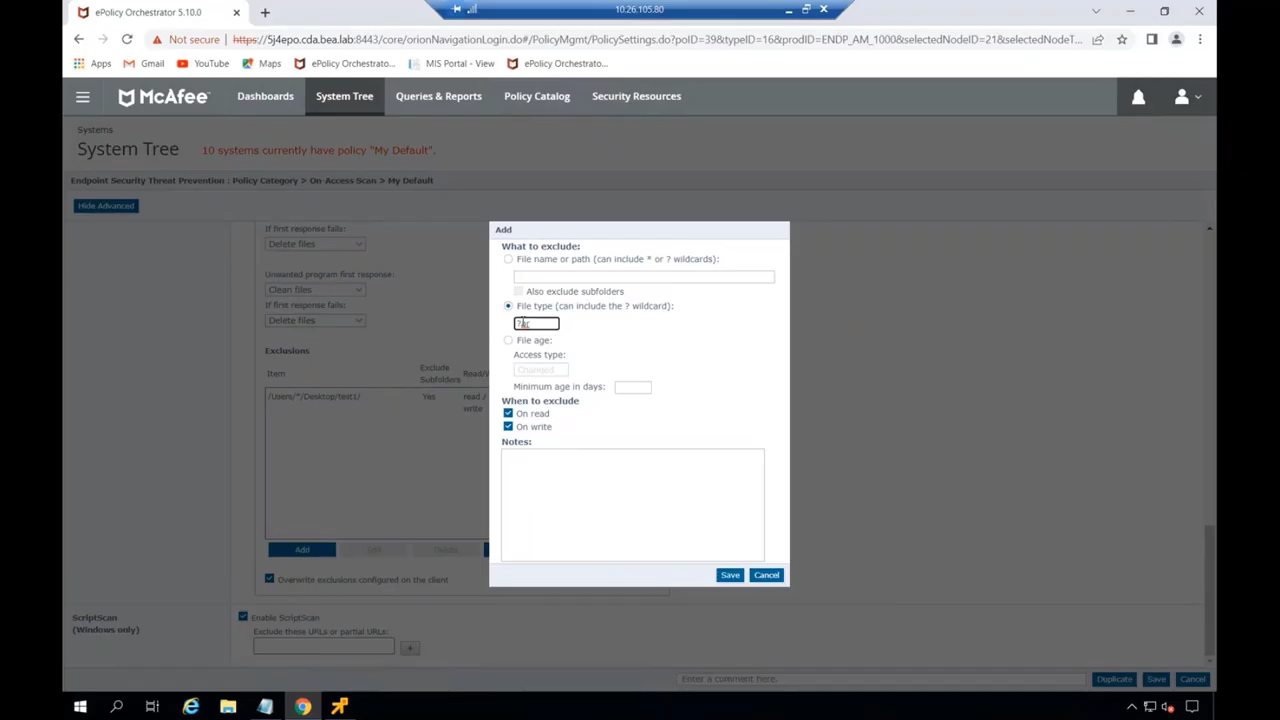 ePolicy Orchestrator 5.10.0
10.26.105.80
Not secure
https://5j4epo.cda.bea.lab:8443/core/orionNavigationLogin.do#/PolicyMgmt/PolicySettings.do?polD=39&typeID=16&prodID=ENDP_AM_1000&selectedNodeID=21&selectedNodeT...
Apps Gmail YouTube Maps ePolicy Orchestrato... MIS Portal - View ePolicy Orchestrato...
McAfee Dashboards System Tree Queries & Reports Policy Catalog Security Resources
Systems
System Tree 10 systems currently have policy "My Default".
Endpoint Security Threat Prevention : Policy Category > On-Access Scan > My Default
Hide Advanced
If first response fails:
Delete files
Unwanted program first response:
Clean files
If first response fails:
Delete files
Exclusions
Item Exclude Subfolders
/Users/*/Desktop/test1/ Yes read / write
Add Edit Delete
Overwrite exclusions configured on the client
ScriptScan
(Windows only)
Enable ScriptScan
Exclude these URLs or partial URLs:
+
Add
What to exclude:
File name or path (can include * or ? wildcards):
Also exclude subfolders
File type (can include the ? wildcard):
File age:
Access type:
Changed
Minimum age in days:
When to exclude
On read
On write
Notes:
Save Cancel
Enter a comment here. Duplicate Save Cancel